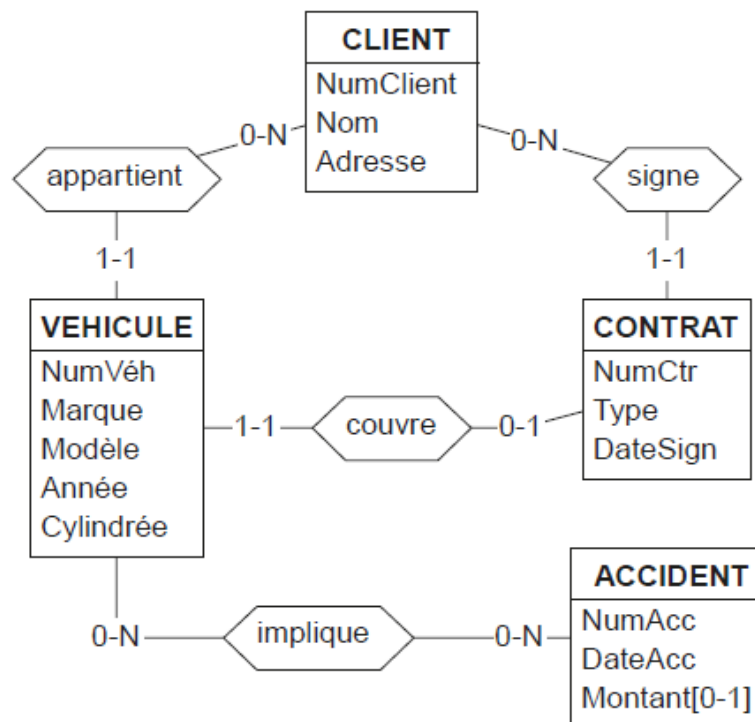 CLIENT
NumClient
Nom
Adresse
0-N
0-N
appartient
signe
1-1
1-1
VEHICULE
NumVéh
Marque
Modèle
Année
Cylindrée
1-1
couvre
0-1
CONTRAT
NumCtr
Type
DateSign
0-N
implique
0-N
ACCIDENT
NumAcc
DateAcc
Montant[0-1]